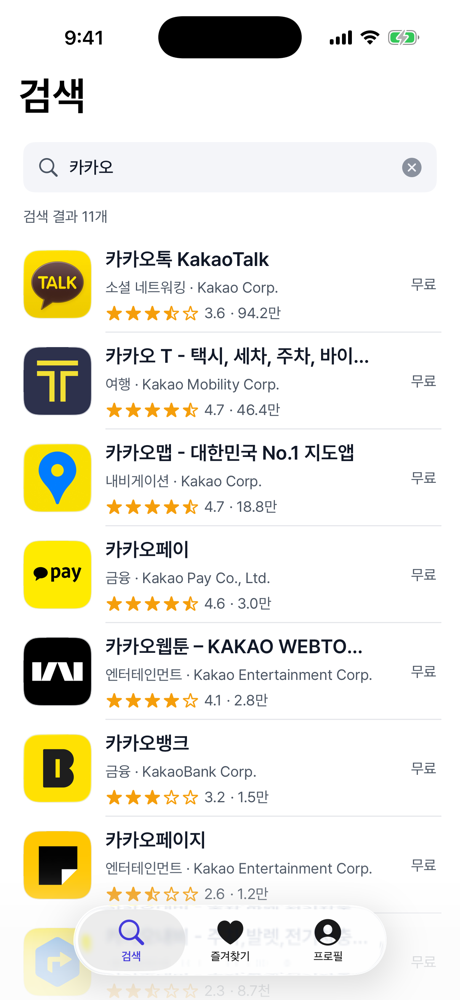 9:41
검색
카카오
검색 결과 11개
TALK
카카오톡 KakaoTalk
소셜 네트워킹 · Kakao Corp.
3.6 · 94.2만
무료
T
카카오 T - 택시, 세차, 주차, 바이...
여행 · Kakao Mobility Corp.
4.7 · 46.4만
무료
카카오맵 - 대한민국 No.1 지도앱
내비게이션 · Kakao Corp.
4.7 · 18.8만
무료
pay
카카오페이
금융 · Kakao Pay Co., Ltd.
4.6 · 3.0만
무료
카카오웹툰 – KAKAO WEBTO...
엔터테인먼트 · Kakao Entertainment Corp.
4.1 · 2.8만
무료
B
카카오뱅크
금융 · KakaoBank Corp.
3.2 · 1.5만
무료
카카오페이지
엔터테인먼트 · Kakao Entertainment Corp.
2.6 · 1.2만
무료
무료
2.3 · 8.7천
검색
즐겨찾기
프로필